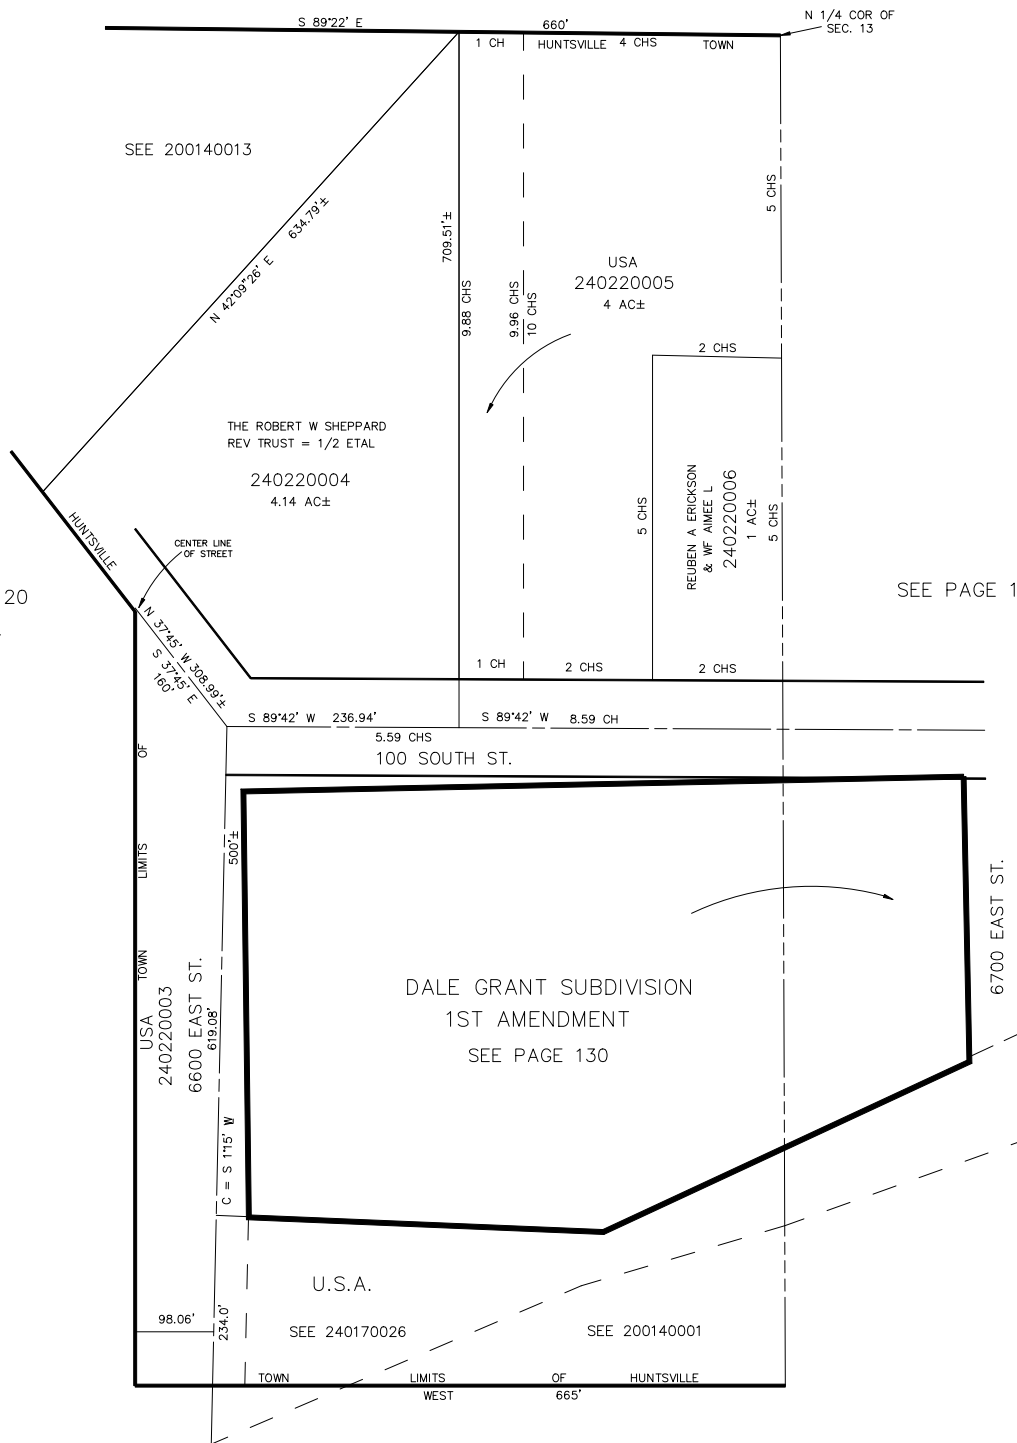 S 89°22' E
660'
N 1/4 COR OF
SEC. 13
1 CH
HUNTSVILLE
4 CHS
TOWN
SEE 200140013
N 42°09'26' E
634.79'±
709.51'±
9.88 CHS
9.96 CHS
10 CHS
5 CHS
USA
240220005
4 AC±
2 CHS
THE ROBERT W SHEPPARD
REV TRUST = 1/2 ETAL
240220004
4.14 AC±
5 CHS
REUBEN A ERICKSON
& WF AIMEE L
240220006
1 AC±
5 CHS
HUNTSVILLE
CENTER LINE
OF STREET
20
SEE PAGE 1
N 37°45' W 308.99'±
S 37°45' E
160'
1 CH
2 CHS
2 CHS
S 89°42' W
236.94'
S 89°42' W
8.59 CH
5.59 CHS
100 SOUTH ST.
OF
LIMITS
TOWN
500'±
USA
240220003
6600 EAST ST.
619.08'
C = S 1°15' W
6700 EAST ST.
DALE GRANT SUBDIVISION
1ST AMENDMENT
SEE PAGE 130
U.S.A.
98.06'
234.0'
SEE 240170026
SEE 200140001
TOWN
LIMITS
OF
HUNTSVILLE
WEST
665'